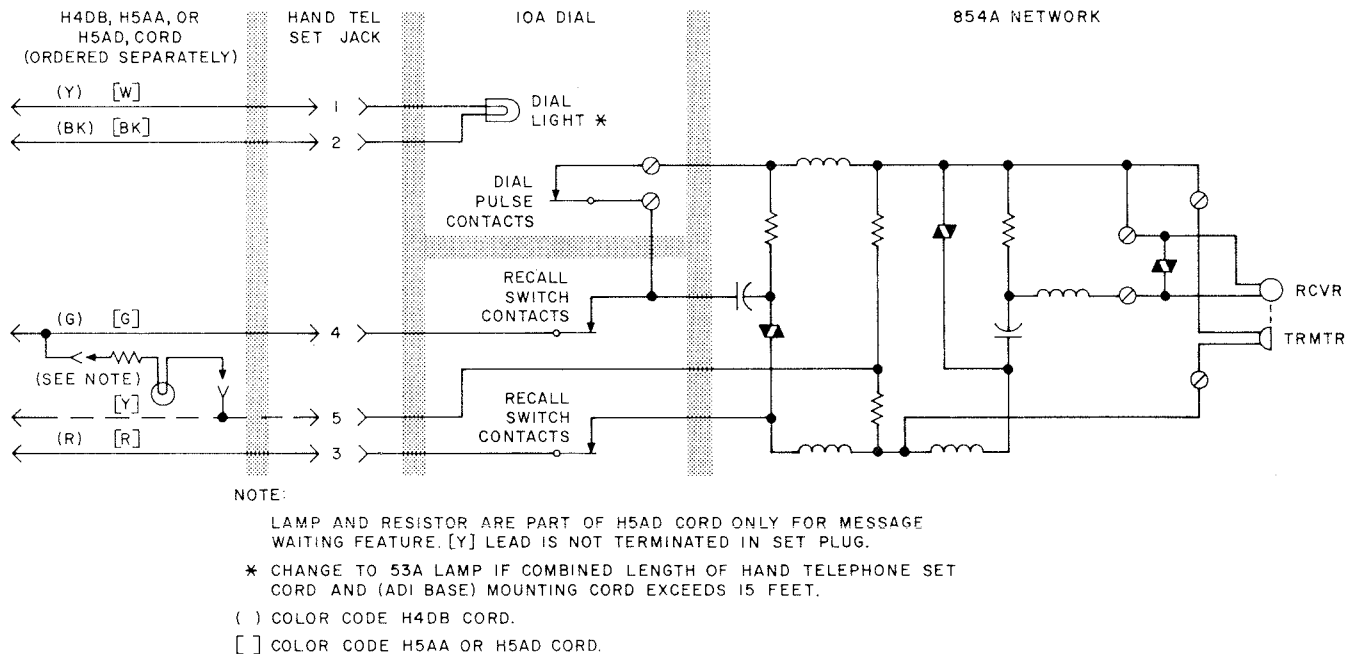 H4DB, H5AA, OR
H5AD, CORD
(ORDERED SEPARATELY)
HAND TEL
SET JACK
10A DIAL
854A NETWORK
(Y) [W]
1
DIAL
LIGHT *
(BK) [BK]
2
DIAL
PULSE
CONTACTS
RECALL
SWITCH
CONTACTS
RCVR
(G) [G]
4
TRMTR
(SEE NOTE)
[Y]
5
RECALL
SWITCH
CONTACTS
(R) [R]
3
NOTE:
LAMP AND RESISTOR ARE PART OF H5AD CORD ONLY FOR MESSAGE
WAITING FEATURE. [Y] LEAD IS NOT TERMINATED IN SET PLUG.
* CHANGE TO 53A LAMP IF COMBINED LENGTH OF HAND TELEPHONE SET
CORD AND (ADI BASE) MOUNTING CORD EXCEEDS 15 FEET.
( ) COLOR CODE H4DB CORD.
[ ] COLOR CODE H5AA OR H5AD CORD.